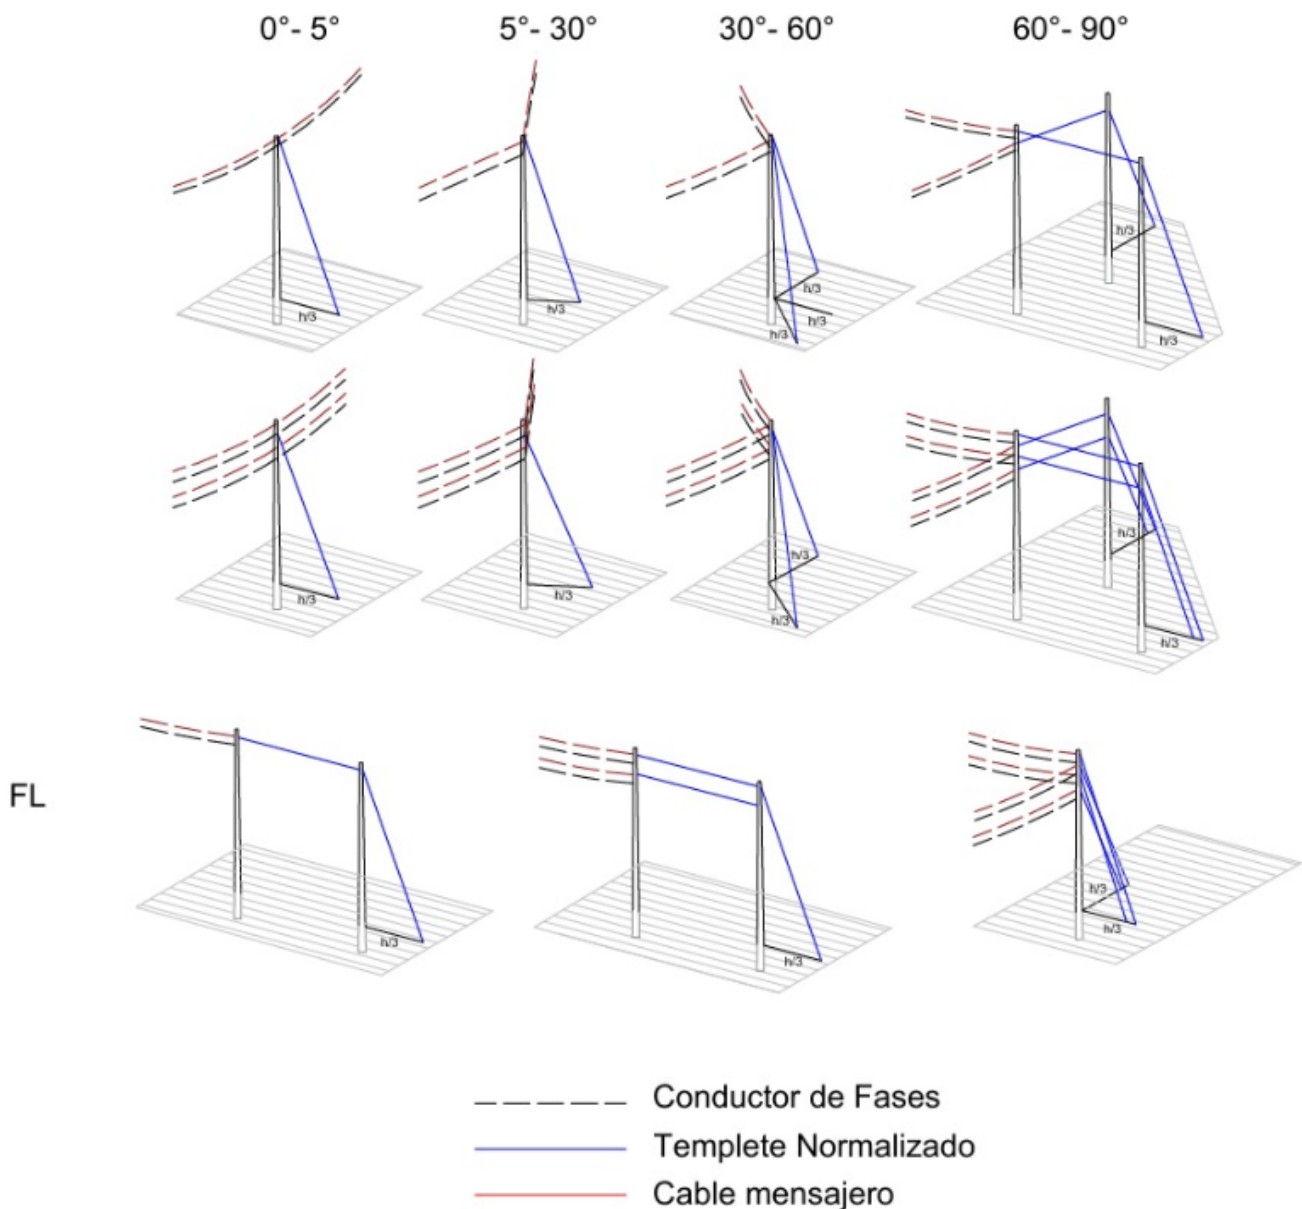 0°- 5°
5°- 30°
30°- 60°
60°- 90°
h/3
h/3
h/3
h/3
h/3
h/3
h/3
h/3
h/3
h/3
h/3
h/3
h/3
FL
h/3
h/3
h/3
h/3
Conductor de Fases
Templete Normalizado
Cable mensajero